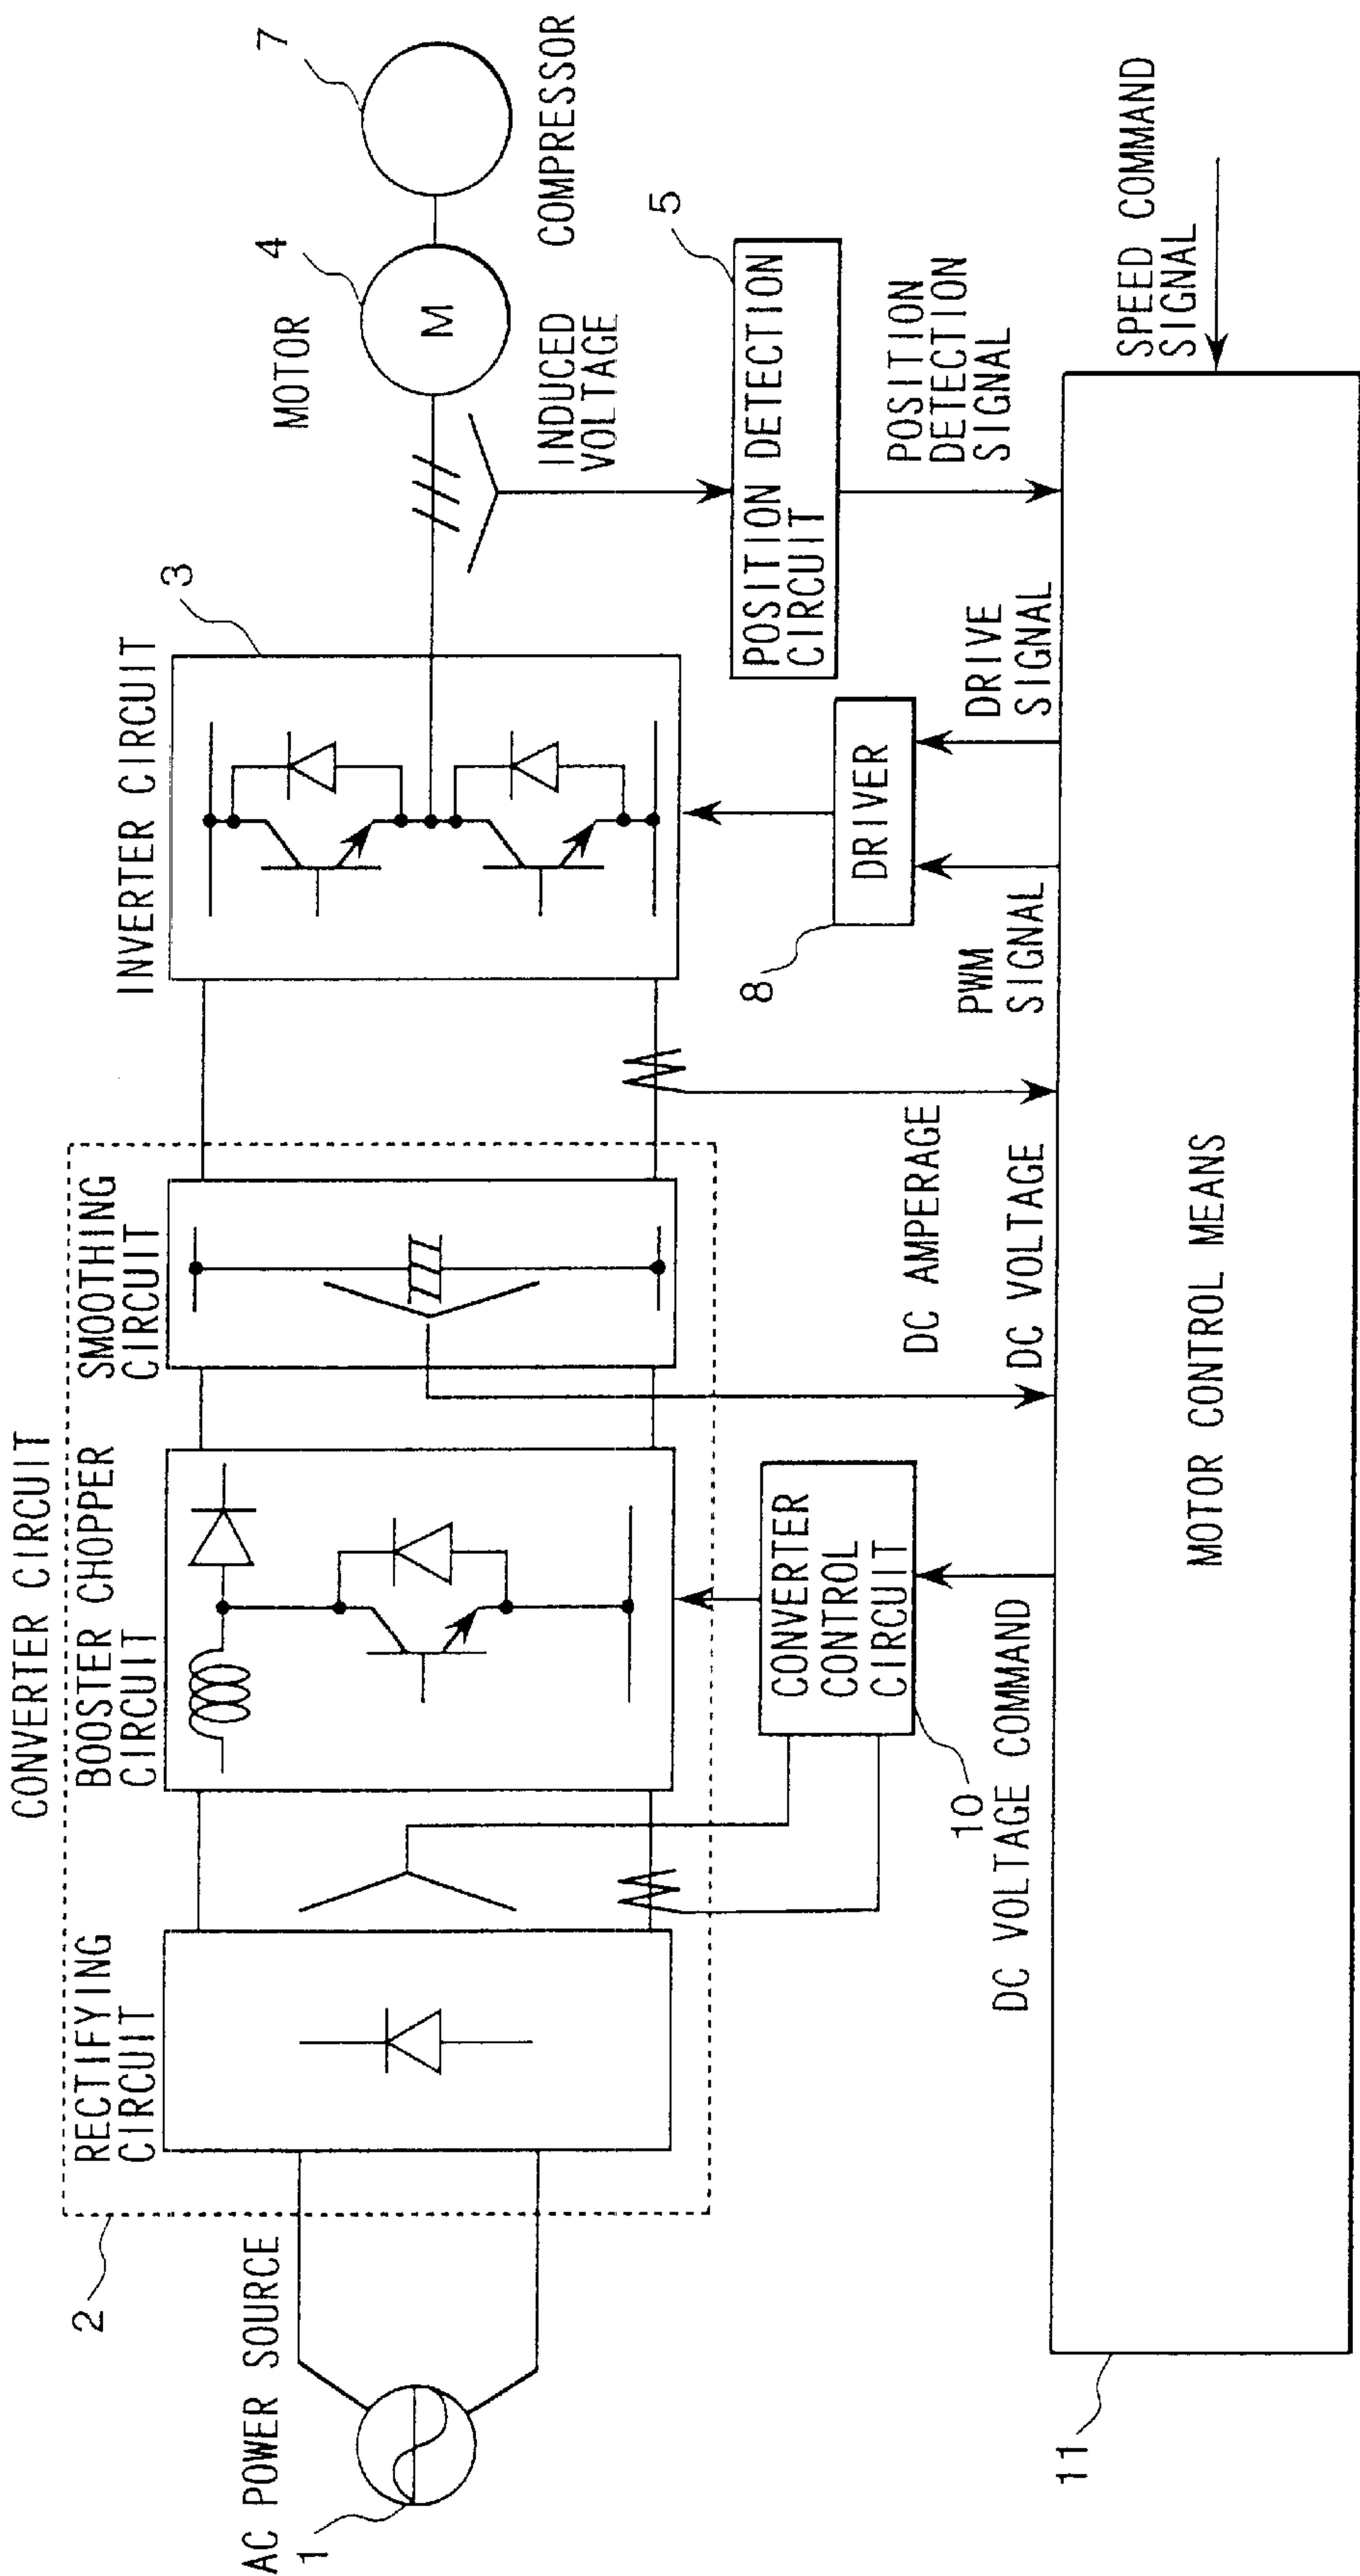 CONVERTER CIRCUIT
2
RECTIFYING
CIRCUIT
BOOSTER CHOPPER
CIRCUIT
SMOOTHING
CIRCUIT
INVERTER CIRCUIT
3
AC POWER SOURCE
1
MOTOR
4
M
7
COMPRESSOR
INDUCED
VOLTAGE
5
POSITION DETECTION
CIRCUIT
CONVERTER
CONTROL
CIRCUIT
10
8
DRIVER
DC VOLTAGE COMMAND
DC AMPERAGE
DC VOLTAGE
PWM
SIGNAL
DRIVE
SIGNAL
POSITION
DETECTION
SIGNAL
SPEED COMMAND
SIGNAL
MOTOR CONTROL MEANS
11